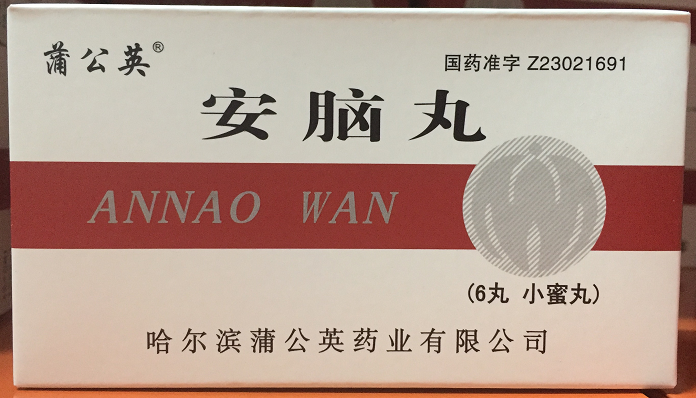 蒲公英®
国药准字 Z23021691
安脑丸
ANNAO WAN
(6丸 小蜜丸)
哈尔滨蒲公英药业有限公司